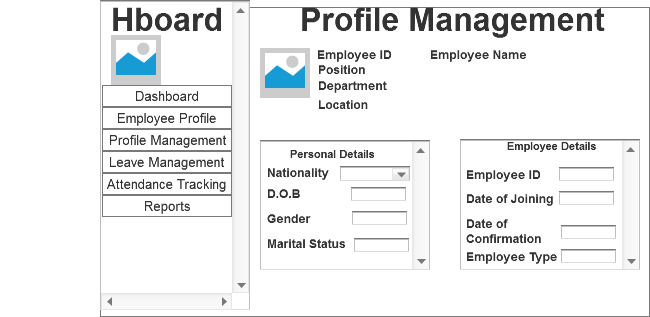 Hboard
Dashboard
Employee Profile
Profile Management
Leave Management
Attendance Tracking
Reports
Profile Management
Employee ID Employee Name
Position
Department
Location
Personal Details
Nationality
D.O.B
Gender
Marital Status
Employee Details
Employee ID
Date of Joining
Date of
Confirmation
Employee Type